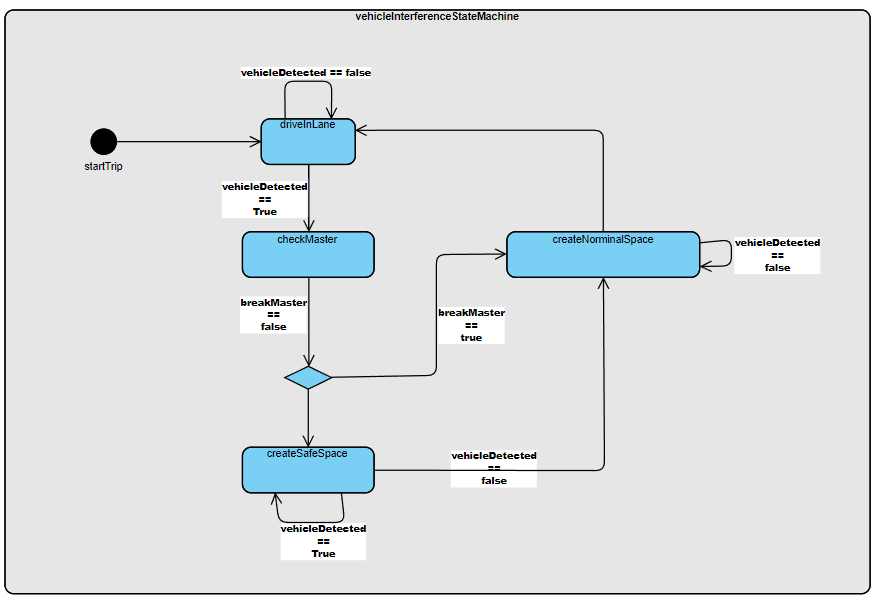 vehicleInterferenceStateMachine
vehicleDetected == false
driveInLane
startTrip
vehicleDetected
==
True
checkMaster
createNorminalSpace
vehicleDetected
==
false
breakMaster
==
false
breakMaster
==
true
createSafeSpace
vehicleDetected
==
false
vehicleDetected
==
True